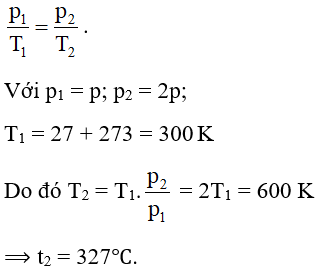 p₁/T₁ = p₂/T₂ .
Với p₁ = p; p₂ = 2p;
T₁ = 27 + 273 = 300 K
Do đó T₂ = T₁. p₂/p₁ = 2T₁ = 600 K
⟹ t₂ = 327°C.